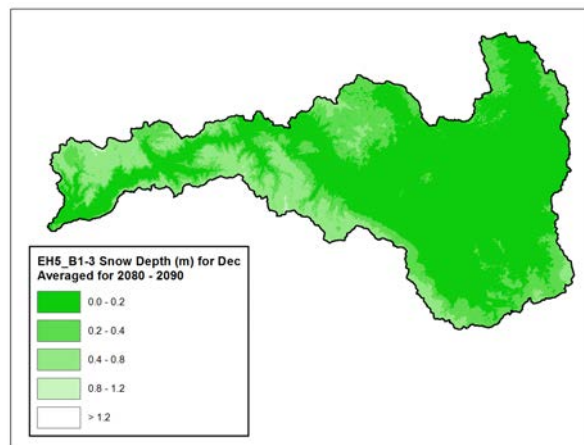 EH5_B1-3 Snow Depth (m) for Dec
Averaged for 2080 - 2090
0.0 - 0.2
0.2 - 0.4
0.4 - 0.8
0.8 - 1.2
> 1.2